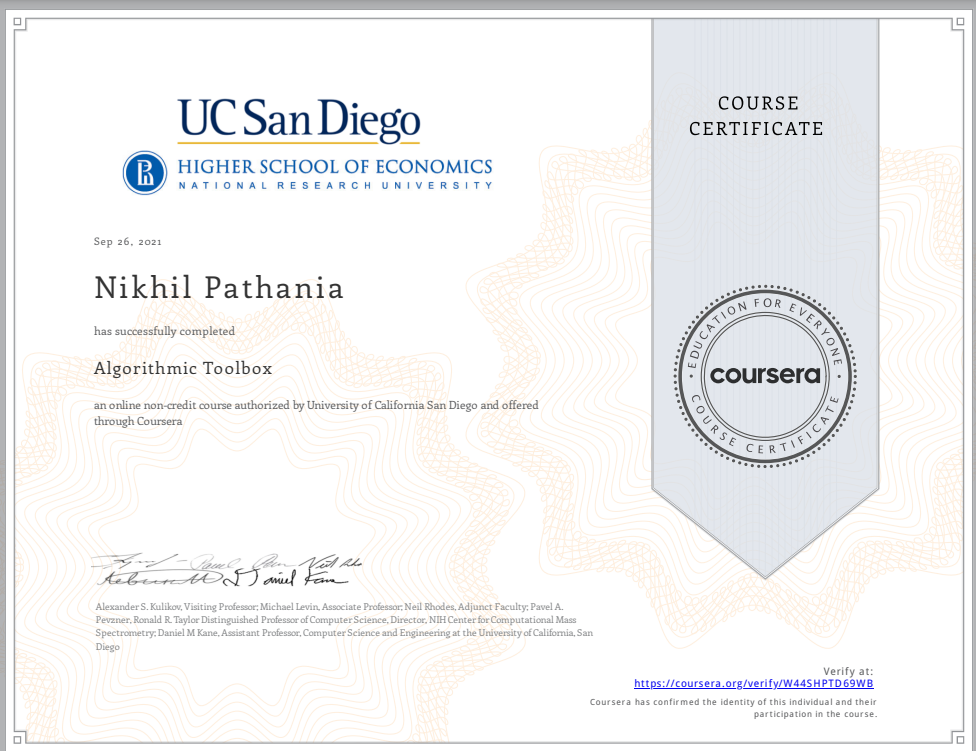 COURSE
CERTIFICATE
UC San Diego
HIGHER SCHOOL OF ECONOMICS
NATIONAL RESEARCH UNIVERSITY
Sep 26, 2021
Nikhil Pathania
has successfully completed
Algorithmic Toolbox
an online non-credit course authorized by University of California San Diego and offered
through Coursera
EDUCATION FOR EVERYONE
coursera
COURSE CERTIFICATE
Alexander S. Kulikov, Visiting Professor; Michael Levin, Associate Professor; Neil Rhodes, Adjunct Faculty; Pavel A.
Pevzner, Ronald R. Taylor Distinguished Professor of Computer Science, Director, NIH Center for Computational Mass
Spectrometry; Daniel M Kane, Assistant Professor, Computer Science and Engineering at the University of California, San
Diego
Verify at:
https://coursera.org/verify/W44SHPTD69WB
Coursera has confirmed the identity of this individual and their
participation in the course.